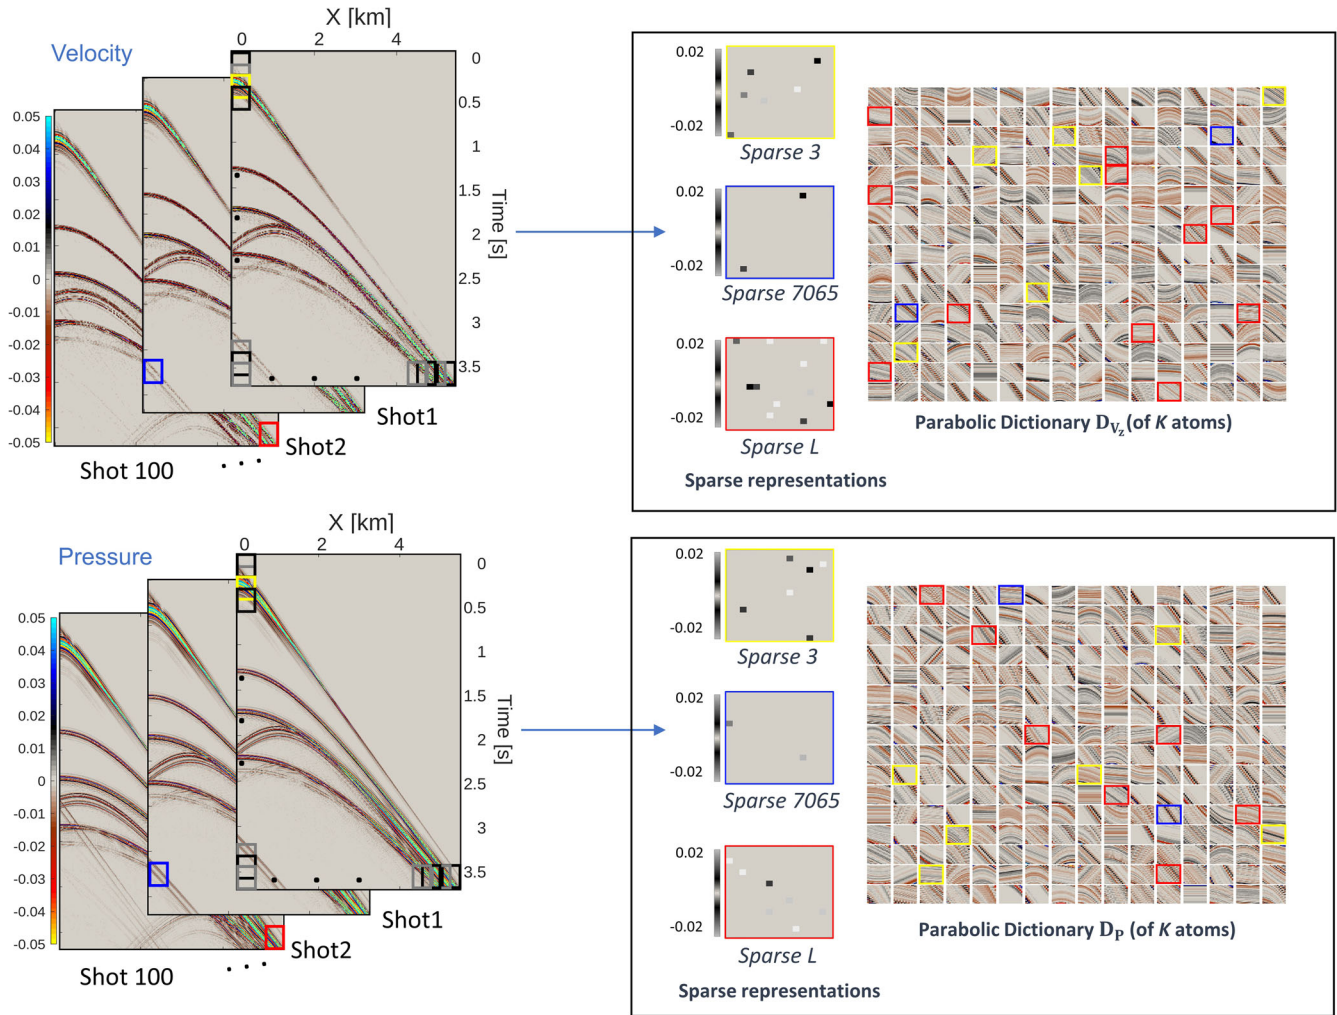 X [km]
0 2 4
Velocity
0
0.5
1
1.5
2
2.5
3
3.5
Time [s]
0.05
0.04
0.03
0.02
0.01
0
-0.01
-0.02
-0.03
-0.04
-0.05
Shot1
Shot2
Shot 100
0.02
-0.02
Sparse 3
0.02
-0.02
Sparse 7065
0.02
-0.02
Sparse L
Sparse representations
Parabolic Dictionary D_{V_z} (of K atoms)
X [km]
0 2 4
Pressure
0
0.5
1
1.5
2
2.5
3
3.5
Time [s]
0.05
0.04
0.03
0.02
0.01
0
-0.01
-0.02
-0.03
-0.04
-0.05
Shot1
Shot2
Shot 100
0.02
-0.02
Sparse 3
0.02
-0.02
Sparse 7065
0.02
-0.02
Sparse L
Sparse representations
Parabolic Dictionary D_P (of K atoms)